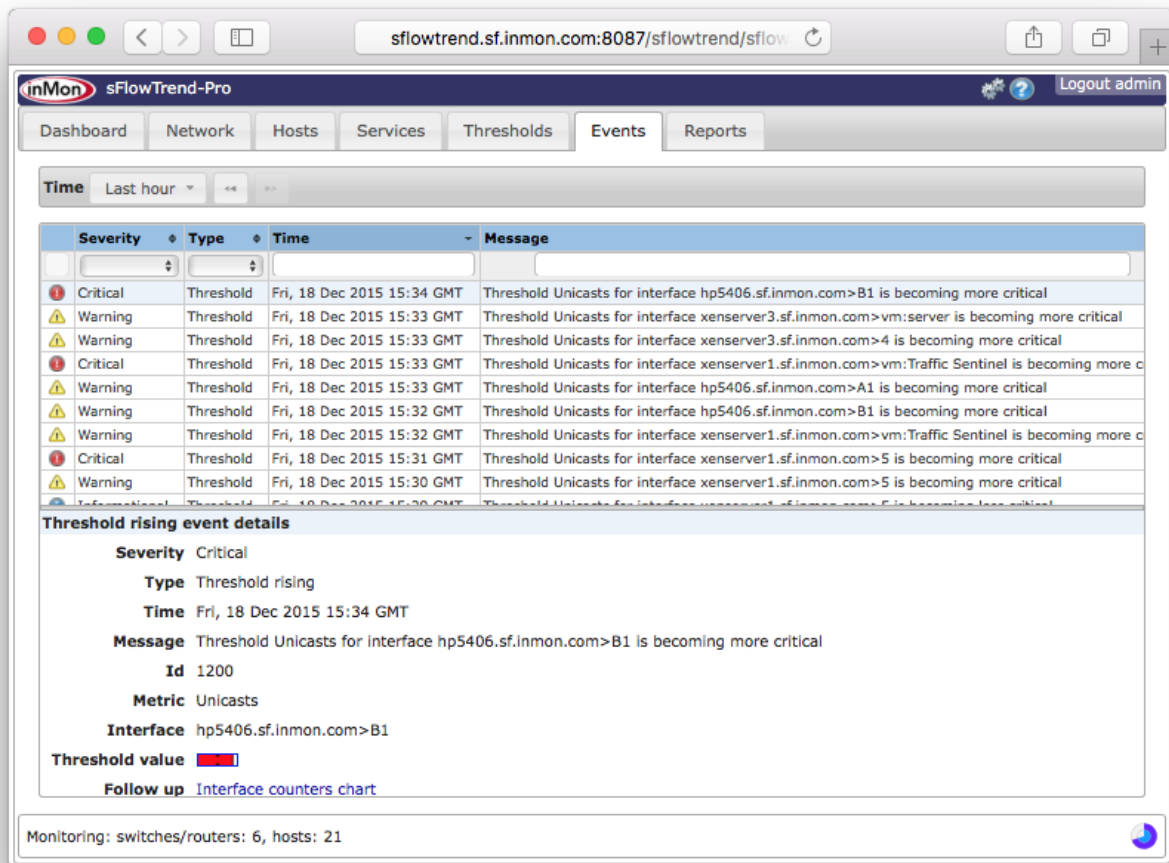 sflowtrend.sf.inmon.com:8087/sflowtrend/sflow
inMon sFlowTrend-Pro Logout admin
Dashboard Network Hosts Services Thresholds Events Reports
Time Last hour
Severity Type Time Message
Critical Threshold Fri, 18 Dec 2015 15:34 GMT Threshold Unicasts for interface hp5406.sf.inmon.com>B1 is becoming more critical
Warning Threshold Fri, 18 Dec 2015 15:33 GMT Threshold Unicasts for interface xenserver3.sf.inmon.com>vm:server is becoming more critical
Warning Threshold Fri, 18 Dec 2015 15:33 GMT Threshold Unicasts for interface xenserver3.sf.inmon.com>4 is becoming more critical
Critical Threshold Fri, 18 Dec 2015 15:33 GMT Threshold Unicasts for interface xenserver1.sf.inmon.com>vm:Traffic Sentinel is becoming more c
Warning Threshold Fri, 18 Dec 2015 15:33 GMT Threshold Unicasts for interface hp5406.sf.inmon.com>A1 is becoming more critical
Warning Threshold Fri, 18 Dec 2015 15:32 GMT Threshold Unicasts for interface hp5406.sf.inmon.com>B1 is becoming more critical
Warning Threshold Fri, 18 Dec 2015 15:32 GMT Threshold Unicasts for interface xenserver1.sf.inmon.com>vm:Traffic Sentinel is becoming more c
Critical Threshold Fri, 18 Dec 2015 15:31 GMT Threshold Unicasts for interface xenserver1.sf.inmon.com>5 is becoming more critical
Warning Threshold Fri, 18 Dec 2015 15:30 GMT Threshold Unicasts for interface xenserver1.sf.inmon.com>5 is becoming more critical
Threshold rising event details
Severity Critical
Type Threshold rising
Time Fri, 18 Dec 2015 15:34 GMT
Message Threshold Unicasts for interface hp5406.sf.inmon.com>B1 is becoming more critical
Id 1200
Metric Unicasts
Interface hp5406.sf.inmon.com>B1
Threshold value
Follow up Interface counters chart
Monitoring: switches/routers: 6, hosts: 21